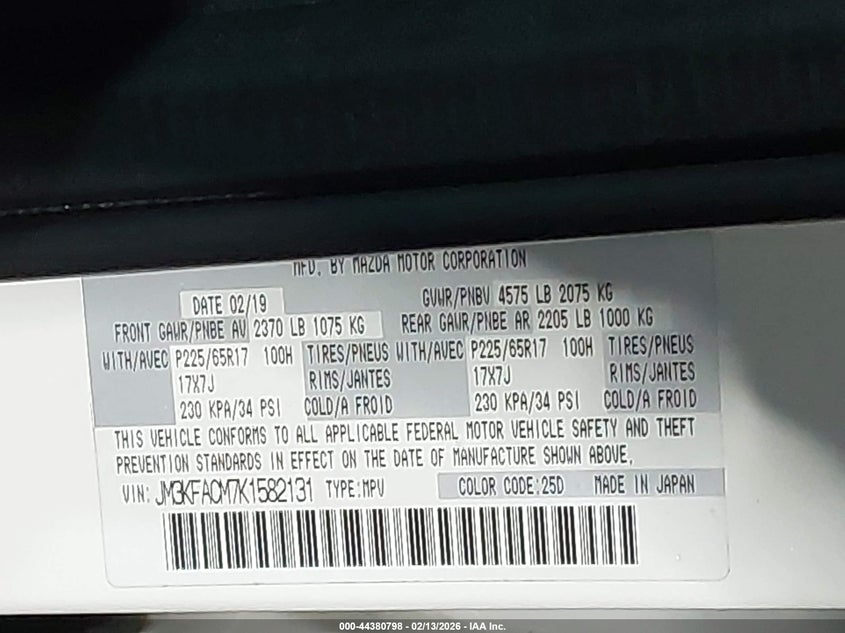 MFD. BY MAZDA MOTOR CORPORATION
DATE 02/19 GVWR/PNBV 4575 LB 2075 KG
FRONT GAWR/PNBE AV 2370 LB 1075 KG REAR GAWR/PNBE AR 2205 LB 1000 KG
WITH/AVEC P225/65R17 100H TIRES/PNEUS WITH/AVEC P225/65R17 100H TIRES/PNEUS
17X7J RIMS/JANTES 17X7J RIMS/JANTES
230 KPA/34 PSI COLD/A FROID 230 KPA/34 PSI COLD/A FROID
THIS VEHICLE CONFORMS TO ALL APPLICABLE FEDERAL MOTOR VEHICLE SAFETY AND THEFT
PREVENTION STANDARDS IN EFFECT ON THE DATE OF MANUFACTURE SHOWN ABOVE.
VIN: JM3KFACM7K1582131 TYPE:MPV COLOR CODE:25D MADE IN JAPAN
000-44380798 - 02/13/2026 - IAA Inc.